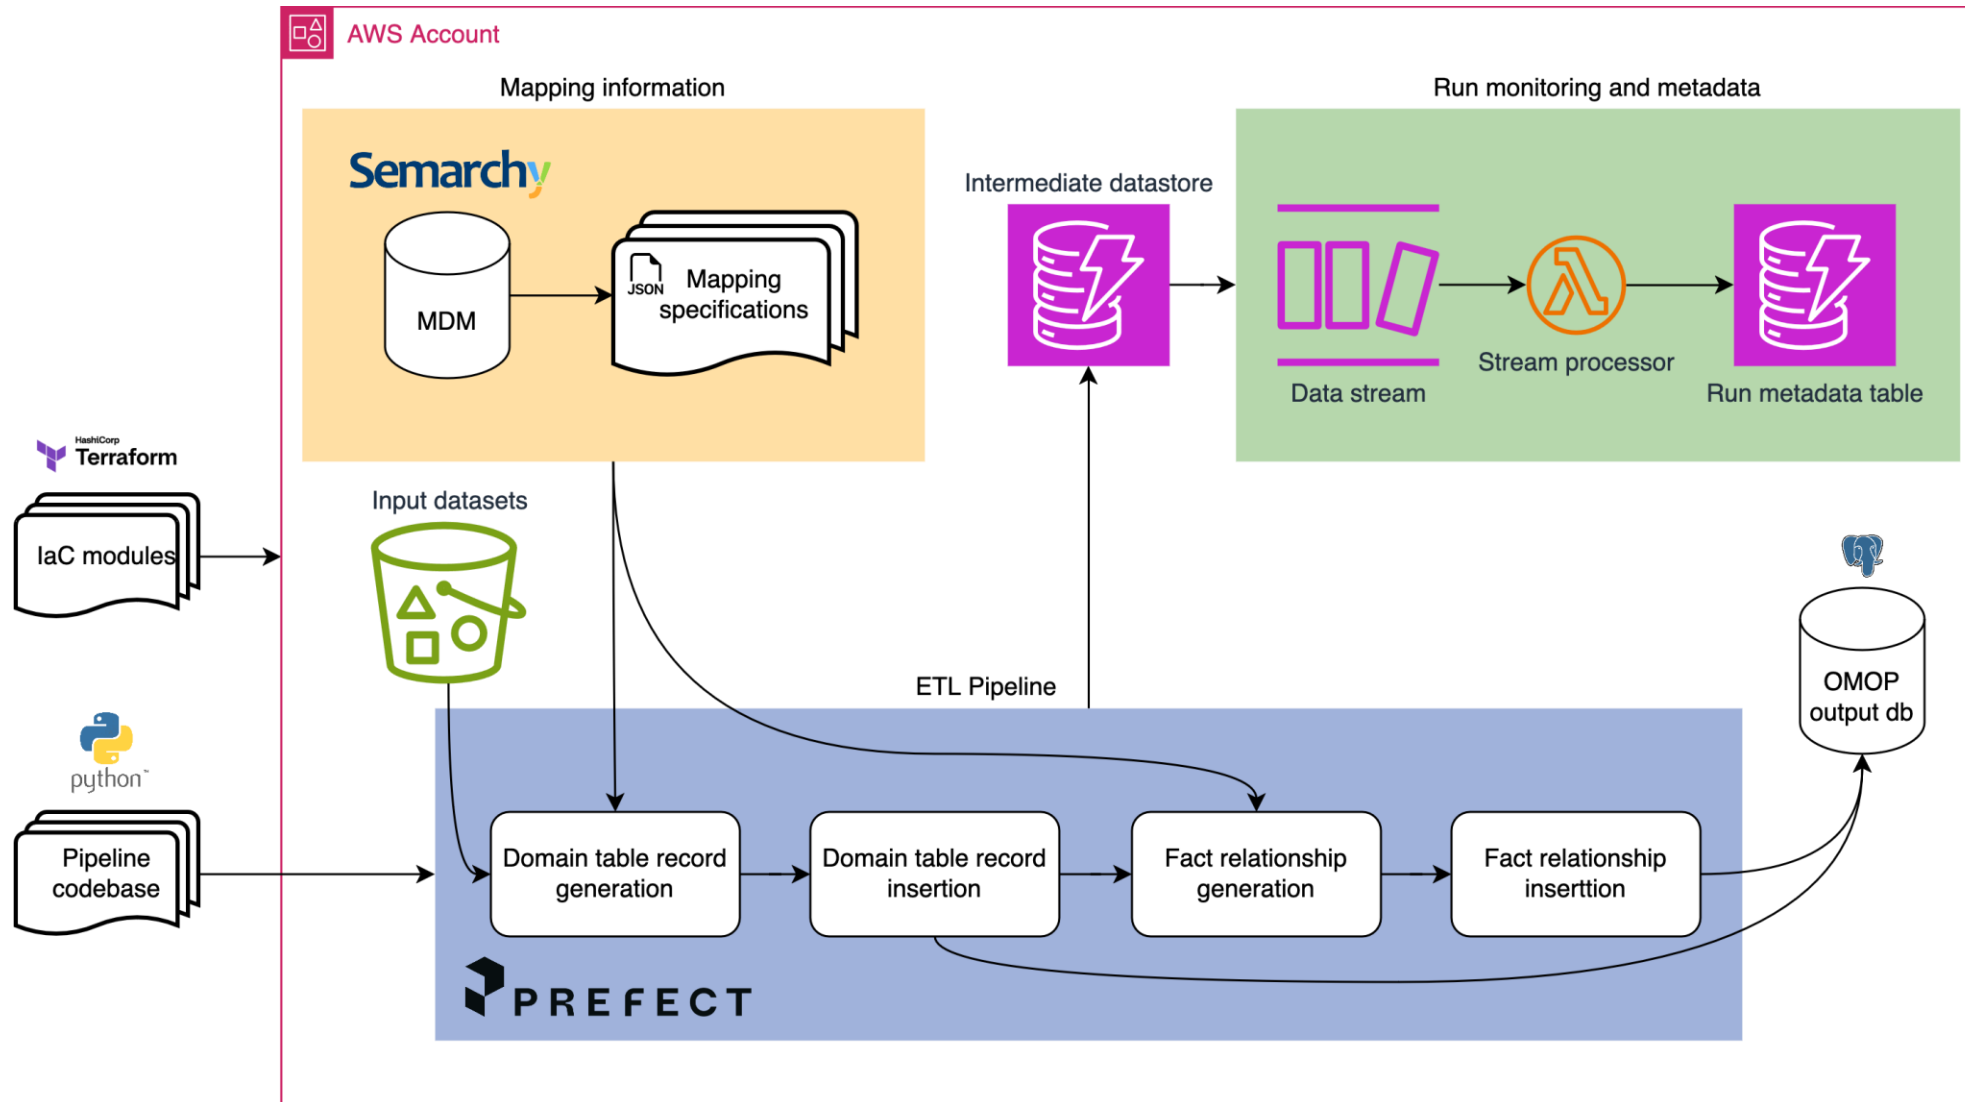 AWS Account
Mapping information
Run monitoring and metadata
Semarchy
Intermediate datastore
MDM
JSON
Mapping
specifications
Data stream
Stream processor
Run metadata table
HashiCorp
Terraform
IaC modules
Input datasets
ETL Pipeline
OMOP
output db
python™
Pipeline
codebase
Domain table record
generation
Domain table record
insertion
Fact relationship
generation
Fact relationship
inserttion
PREFECT